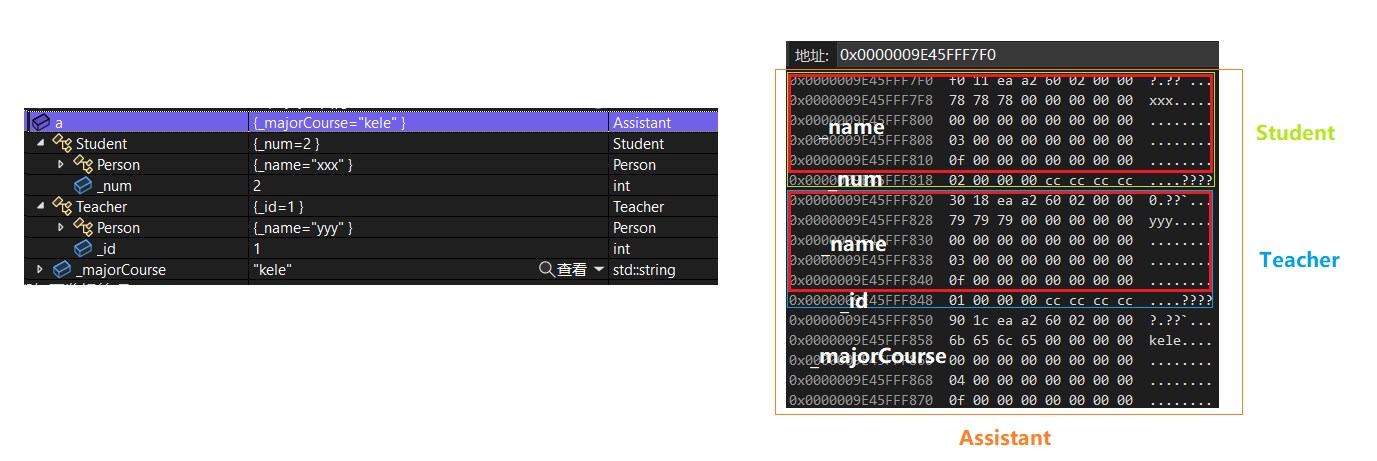 a {_majorCourse="kele" } Assistant
Student {_num=2 } Student
Person {_name="xxx" } Person
_num 2 int
Teacher {_id=1 } Teacher
Person {_name="yyy" } Person
_id 1 int
_majorCourse "kele" 查看 std::string
地址: 0x0000009E45FFF7F0
0x0000009E45FFF7F0 f0 11 ea a2 60 02 00 00 ?.?? ...
0x0000009E45FFF7F8 78 78 78 00 00 00 00 00 xxx.....
0x0000009E45FFF800 00 00 00 00 00 00 00 00 ........
_name
0x0000009E45FFF808 03 00 00 00 00 00 00 00 ........
0x0000009E45FFF810 0f 00 00 00 00 00 00 00 ........
0x0000009E45FFF818 02 00 00 00 cc cc cc cc ....????
_num
0x0000009E45FFF820 30 18 ea a2 60 02 00 00 0.??`...
0x0000009E45FFF828 79 79 79 00 00 00 00 00 yyy.....
0x0000009E45FFF830 00 00 00 00 00 00 00 00 ........
_name
0x0000009E45FFF838 03 00 00 00 00 00 00 00 ........
0x0000009E45FFF840 0f 00 00 00 00 00 00 00 ........
0x0000009E45FFF848 01 00 00 00 cc cc cc cc ....????
_id
0x0000009E45FFF850 90 1c ea a2 60 02 00 00 ?.??`...
0x0000009E45FFF858 6b 65 6c 65 00 00 00 00 kele....
_majorCourse
00 00 00 00 00 00 00 00 ........
0x0000009E45FFF868 04 00 00 00 00 00 00 00 ........
0x0000009E45FFF870 0f 00 00 00 00 00 00 00 ........
Student
Teacher
Assistant